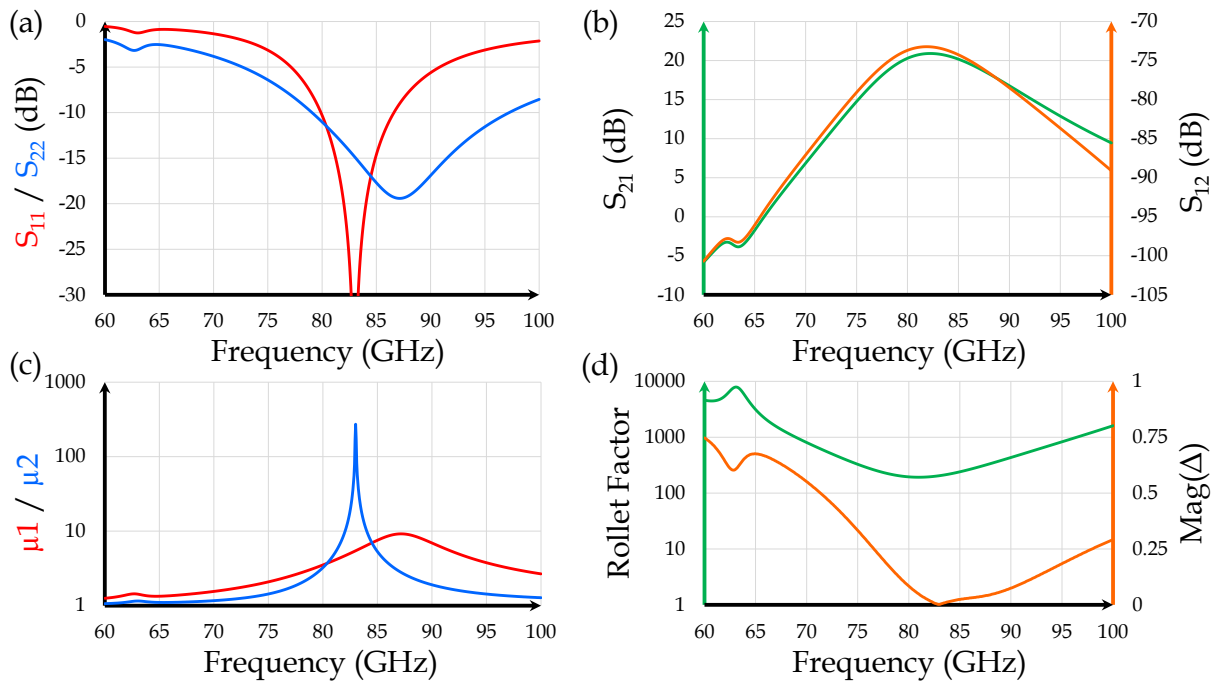 (a)
S11 / S22 (dB)
0
-5
-10
-15
-20
-25
-30
60 65 70 75 80 85 90 95 100
Frequency (GHz)
(b)
S21 (dB)
25
20
15
10
5
0
-5
-10
S12 (dB)
-70
-75
-80
-85
-90
-95
-100
-105
60 65 70 75 80 85 90 95 100
Frequency (GHz)
(c)
μ1 / μ2
1000
100
10
1
60 65 70 75 80 85 90 95 100
Frequency (GHz)
(d)
Rollet Factor
10000
1000
100
10
1
Mag(Δ)
1
0.75
0.5
0.25
0
60 65 70 75 80 85 90 95 100
Frequency (GHz)